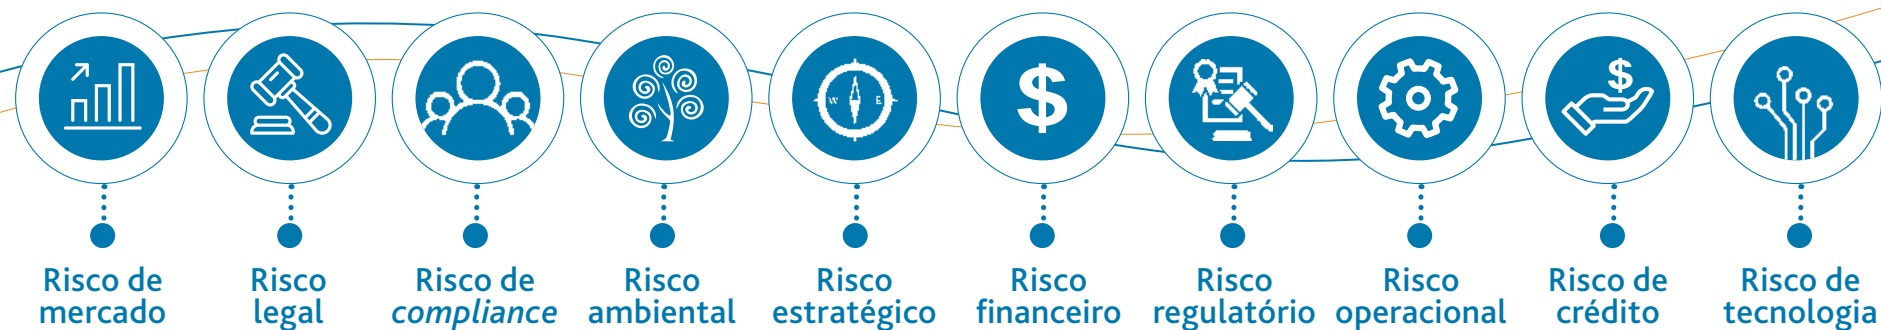 W E
$
$
Risco de
mercado
Risco
legal
Risco de
compliance
Risco
ambiental
Risco
estratégico
Risco
financeiro
Risco
regulatório
Risco
operacional
Risco de
crédito
Risco de
tecnologia